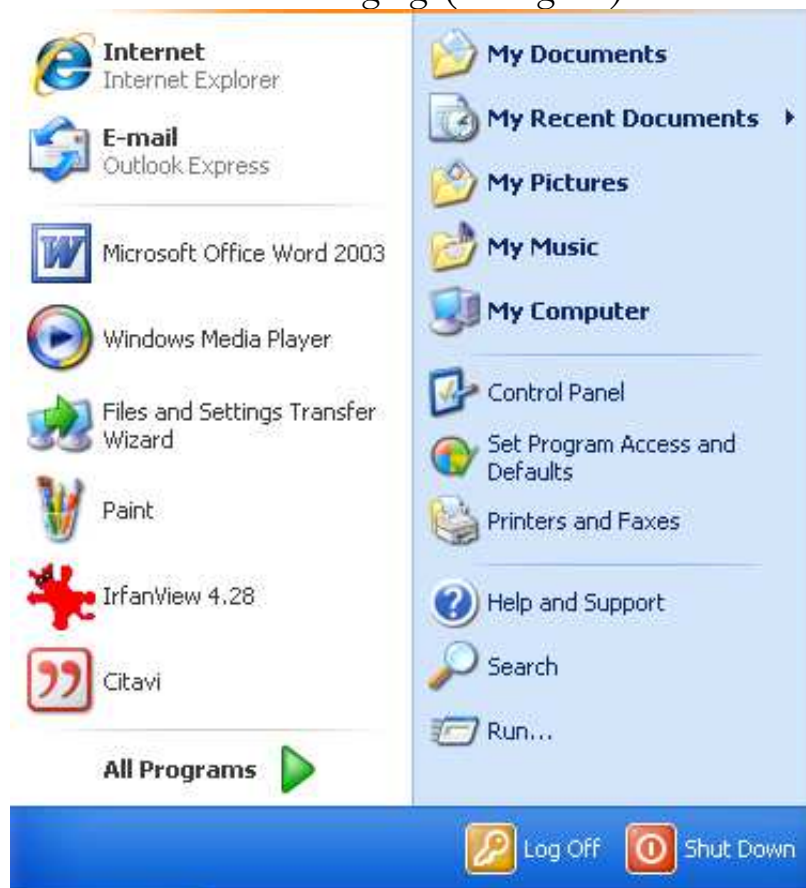 Internet
Internet Explorer
E-mail
Outlook Express
Microsoft Office Word 2003
Windows Media Player
Files and Settings Transfer
Wizard
Paint
IrfanView 4.28
Citavi
All Programs
My Documents
My Recent Documents
My Pictures
My Music
My Computer
Control Panel
Set Program Access and
Defaults
Printers and Faxes
Help and Support
Search
Run...
Log Off
Shut Down